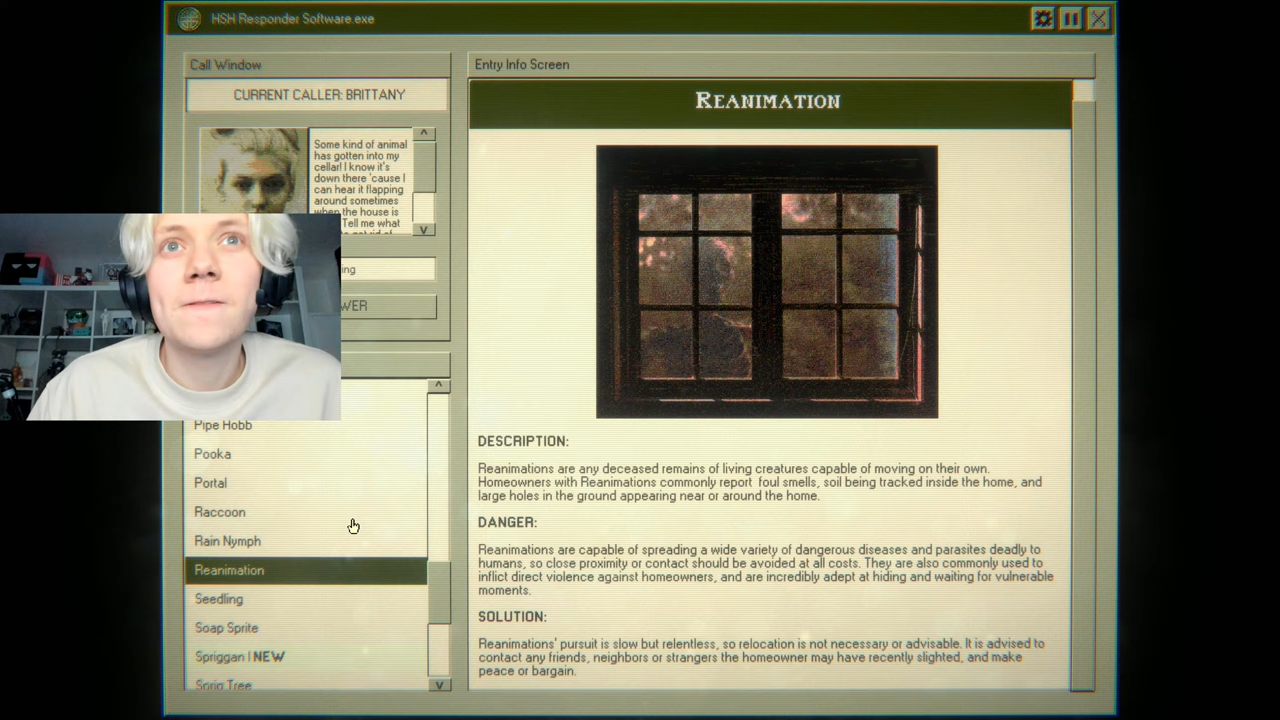 HSH Responder Software.exe
Call Window
CURRENT CALLER: BRITTANY
Some kind of animal
has gotten into my
cellar! I know it's
down there 'cause I
can hear it flapping
around sometimes
when the house is
Tell me what
Pipe Hobb
Pooka
Portal
Raccoon
Rain Nymph
Reanimation
Seedling
Soap Sprite
Spriggan | NEW
Sprig Tree
Entry Info Screen
REANIMATION
DESCRIPTION:
Reanimations are any deceased remains of living creatures capable of moving on their own.
Homeowners with Reanimations commonly report foul smells, soil being tracked inside the home, and
large holes in the ground appearing near or around the home.
DANGER:
Reanimations are capable of spreading a wide variety of dangerous diseases and parasites deadly to
humans, so close proximity or contact should be avoided at all costs. They are also commonly used to
inflict direct violence against homeowners, and are incredibly adept at hiding and waiting for vulnerable
moments.
SOLUTION:
Reanimations' pursuit is slow but relentless, so relocation is not necessary or advisable. It is advised to
contact any friends, neighbors or strangers the homeowner may have recently slighted, and make
peace or bargain.